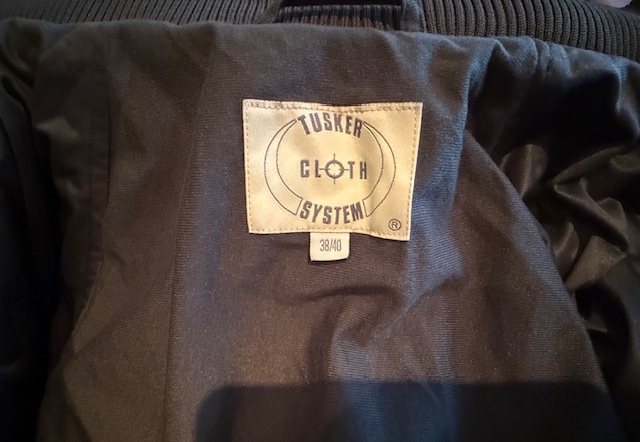 TUSKER
CLOTH
SYSTEM
®
38/40